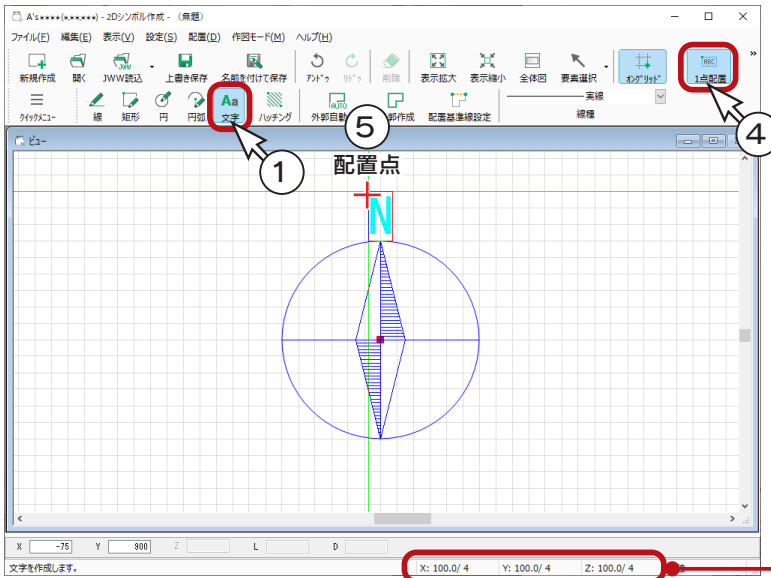 A's****(*,**,***) - 2Dシンボル作成 - （無題）
ファイル(F) 編集(E) 表示(V) 設定(S) 配置(D) 作図モード(M) ヘルプ(H)
新規作成 開く JWW読込 上書き保存 名前を付けて保存 アンドゥ リドゥ 削除 表示拡大 表示縮小 全体図 要素選択 オングリッド 1点配置
クイックメニュー 線 矩形 円 円弧 文字 ハッチング 外郭自動 郭作成 配置基準線設定 実線
線種
ABC
Aa
AUTO
JWW
»
① ④ ⑤
配置点
ビュー
N
X -75 Y 900 Z L D
文字を作成します。 X: 100.0/ 4 Y: 100.0/ 4 Z: 100.0/ 4